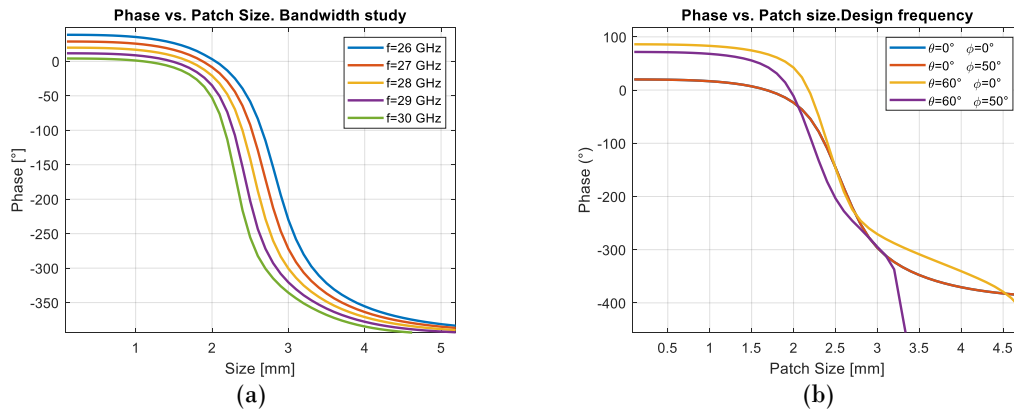 Phase vs. Patch Size. Bandwidth study
f=26 GHz
f=27 GHz
f=28 GHz
f=29 GHz
f=30 GHz
Phase [°]
0
-50
-100
-150
-200
-250
-300
-350
1
2
3
4
5
Size [mm]
(a)
Phase vs. Patch size.Design frequency
θ=0° ϕ=0°
θ=0° ϕ=50°
θ=60° ϕ=0°
θ=60° ϕ=50°
Phase (°)
100
0
-100
-200
-300
-400
0.5
1
1.5
2
2.5
3
3.5
4
4.5
Patch Size [mm]
(b)